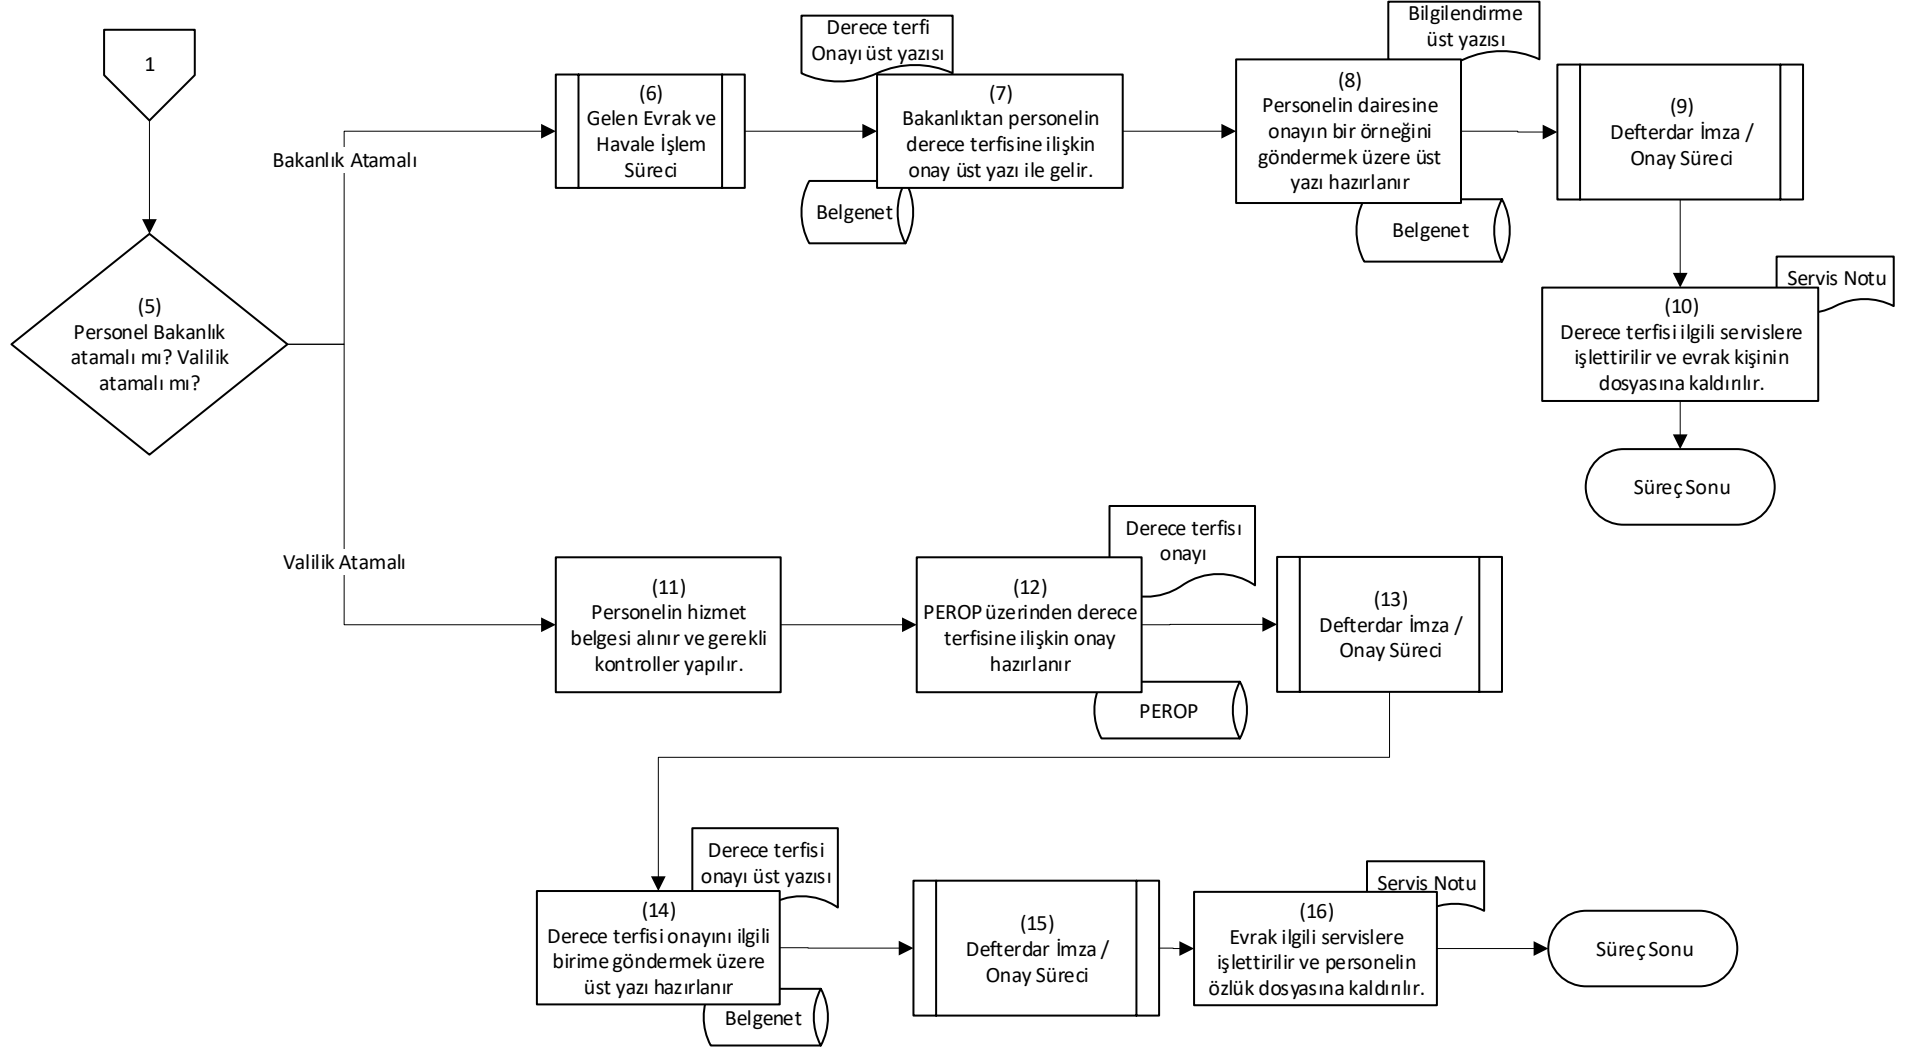 1
(5)
Personel Bakanlık
atamalı mı? Valilik
atamalı mı?
Bakanlık Atamalı
(6)
Gelen Evrak ve
Havale İşlem
Süreci
Derece terfi
Onayı üst yazısı
(7)
Bakanlıktan personelin
derece terfisine ilişkin
onay üst yazı ile gelir.
Belgenet
Bilgilendirme
üst yazısı
(8)
Personelin dairesine
onayın bir örneğini
göndermek üzere üst
yazı hazırlanır
Belgenet
(9)
Defterdar İmza /
Onay Süreci
Servis Notu
(10)
Derece terfisi ilgili servislere
işlettirilir ve evrak kişinin
dosyasına kaldırılır.
Süreç Sonu
Valilik Atamalı
(11)
Personelin hizmet
belgesi alınır ve gerekli
kontroller yapılır.
Derece terfisi
onayı
(12)
PEROP üzerinden derece
terfisine ilişkin onay
hazırlanır
PEROP
(13)
Defterdar İmza /
Onay Süreci
Derece terfisi
onayı üst yazısı
(14)
Derece terfisi onayını ilgili
birime göndermek üzere
üst yazı hazırlanır
Belgenet
(15)
Defterdar İmza /
Onay Süreci
Servis Notu
(16)
Evrak ilgili servislere
işlettirilir ve personelin
özlük dosyasına kaldırılır.
Süreç Sonu